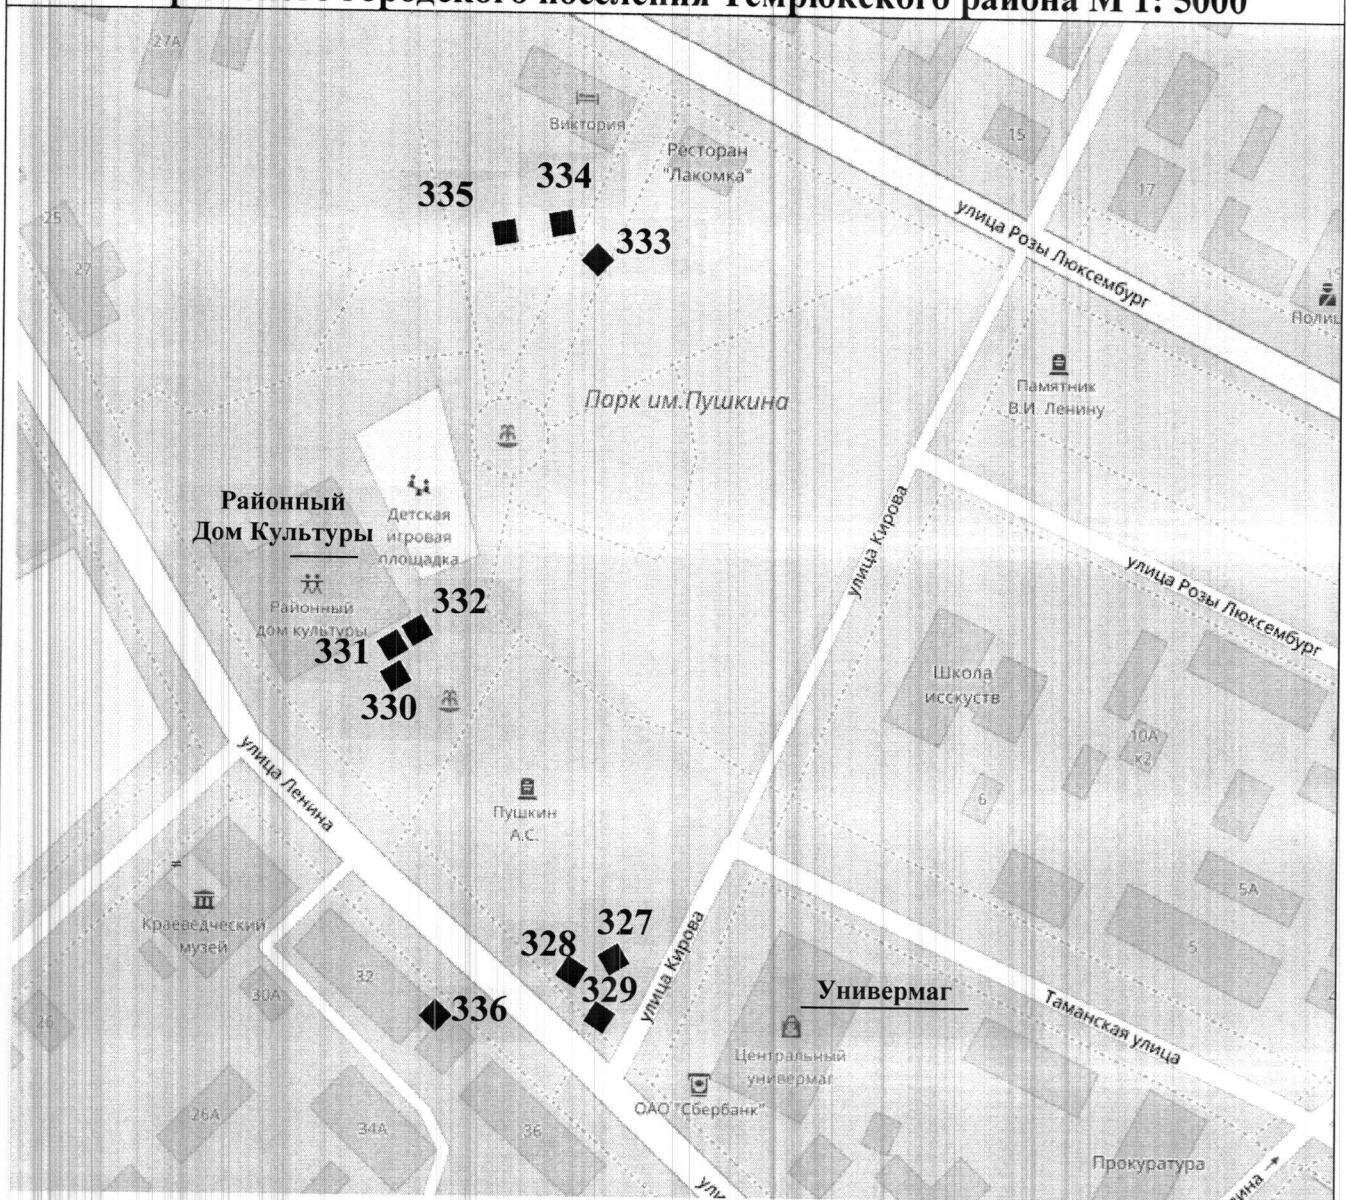 городского поселения Темрюкского района М 1: 5000
27А
Виктория
Ресторан
"Лакомка"
15
17
335
334
333
25
27
улица Розы Люксембург
Памятник
В.И. Ленину
Парк им.Пушкина
Районный
Дом Культуры
Детская
игровая
площадка
Районный
дом культуры
332
331
330
улица Кирова
улица Розы Люксембург
Школа
исскуств
10А
к2
6
улица Ленина
Пушкин
А.С.
Краеведческий
музей
5А
5
327
328
329
улица Кирова
32
30А
336
26
Универмаг
Таманская улица
Центральный
универмаг
ОАО "Сбербанк"
26А
34А
36
Прокуратура